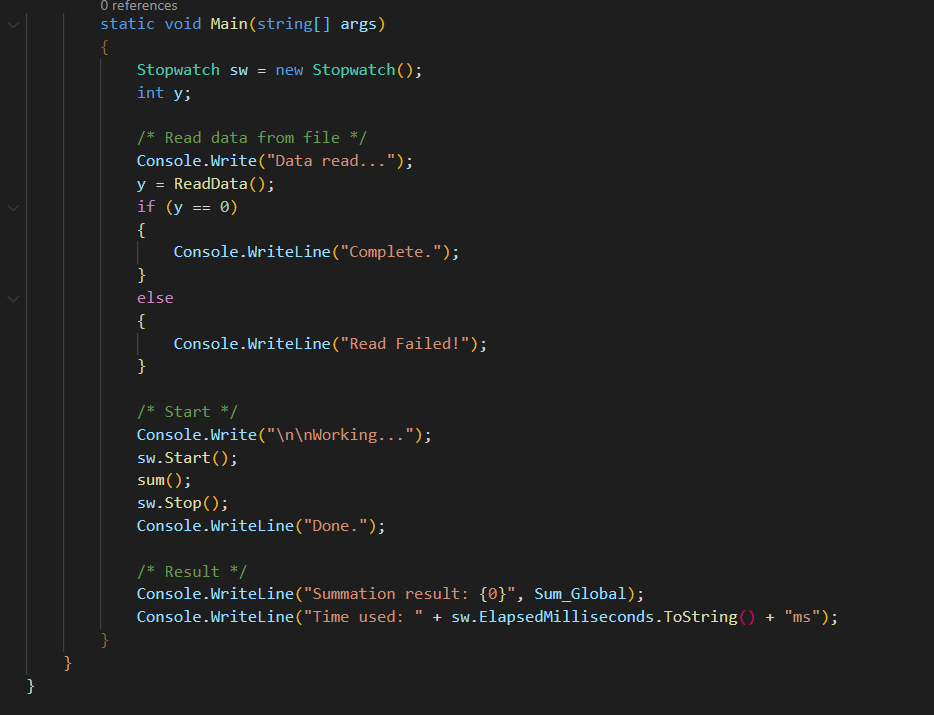 0 references
static void Main(string[] args)
{
Stopwatch sw = new Stopwatch();
int y;
/* Read data from file */
Console.Write("Data read...");
y = ReadData();
if (y == 0)
{
Console.WriteLine("Complete.");
}
else
{
Console.WriteLine("Read Failed!");
}
/* Start */
Console.Write("\n\nWorking...");
sw.Start();
sum();
sw.Stop();
Console.WriteLine("Done.");
/* Result */
Console.WriteLine("Summation result: {0}", Sum_Global);
Console.WriteLine("Time used: " + sw.ElapsedMilliseconds.ToString() + "ms");
}
}
}